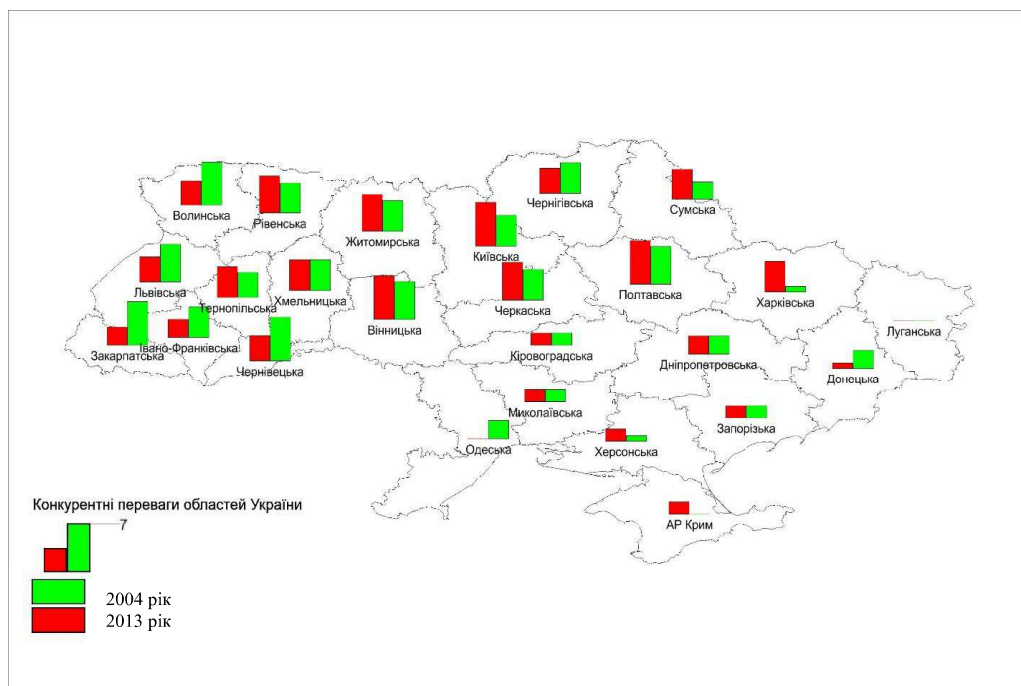 Чернігівська
Сумська
Волинська
Рівенська
Житомирська
Київська
Львівська
Тернопільська
Хмельницька
Черкаська
Полтавська
Харківська
Вінницька
Луганська
Закарпатська
Івано-Франківська
Чернівецька
Кіровоградська
Дніпропетровська
Донецька
Миколаївська
Запорізька
Одеська
Херсонська
АР Крим
Конкурентні переваги областей України
7
2004 рік
2013 рік